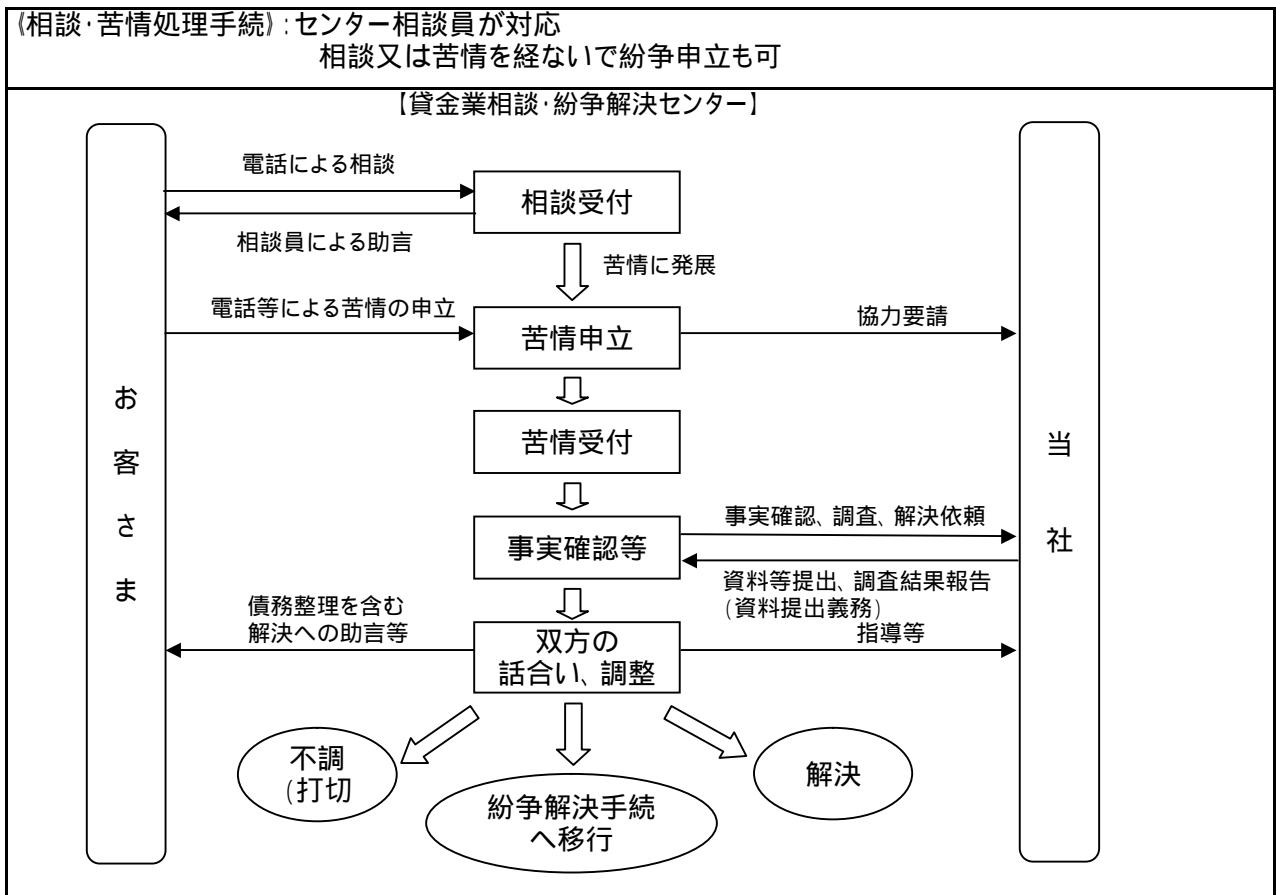 《相談・苦情処理手続》:センター相談員が対応
相談又は苦情を経ないで紛争申立も可
【貸金業相談・紛争解決センター】
電話による相談
相談受付
相談員による助言
苦情に発展
電話等による苦情の申立
苦情申立
協力要請
お客さま
苦情受付
当社
事実確認等
事実確認、調査、解決依頼
資料等提出、調査結果報告
(資料提出義務)
債務整理を含む
解決への助言等
双方の
話合い、調整
指導等
不調
(打切
解決
紛争解決手続
へ移行